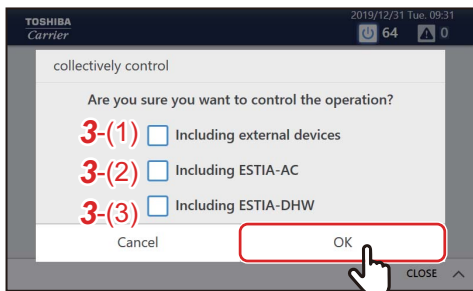 TOSHIBA
Carrier
2019/12/31 Tue. 09:31
64
0
collectively control
Are you sure you want to control the operation?
3-(1) Including external devices
3-(2) Including ESTIA-AC
3-(3) Including ESTIA-DHW
Cancel OK
CLOSE